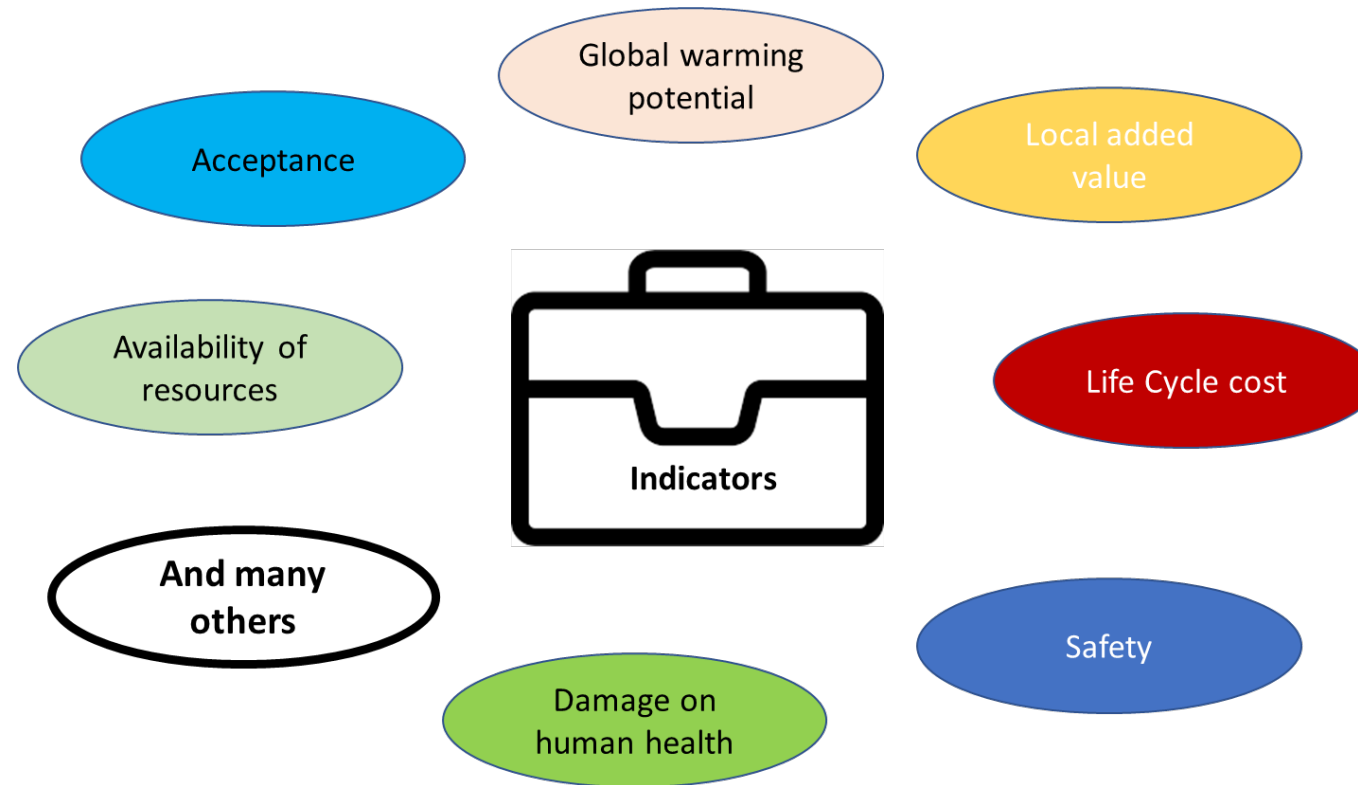 Global warming
potential
Acceptance
Local added
value
Availability of
resources
Life Cycle cost
Indicators
And many
others
Safety
Damage on
human health